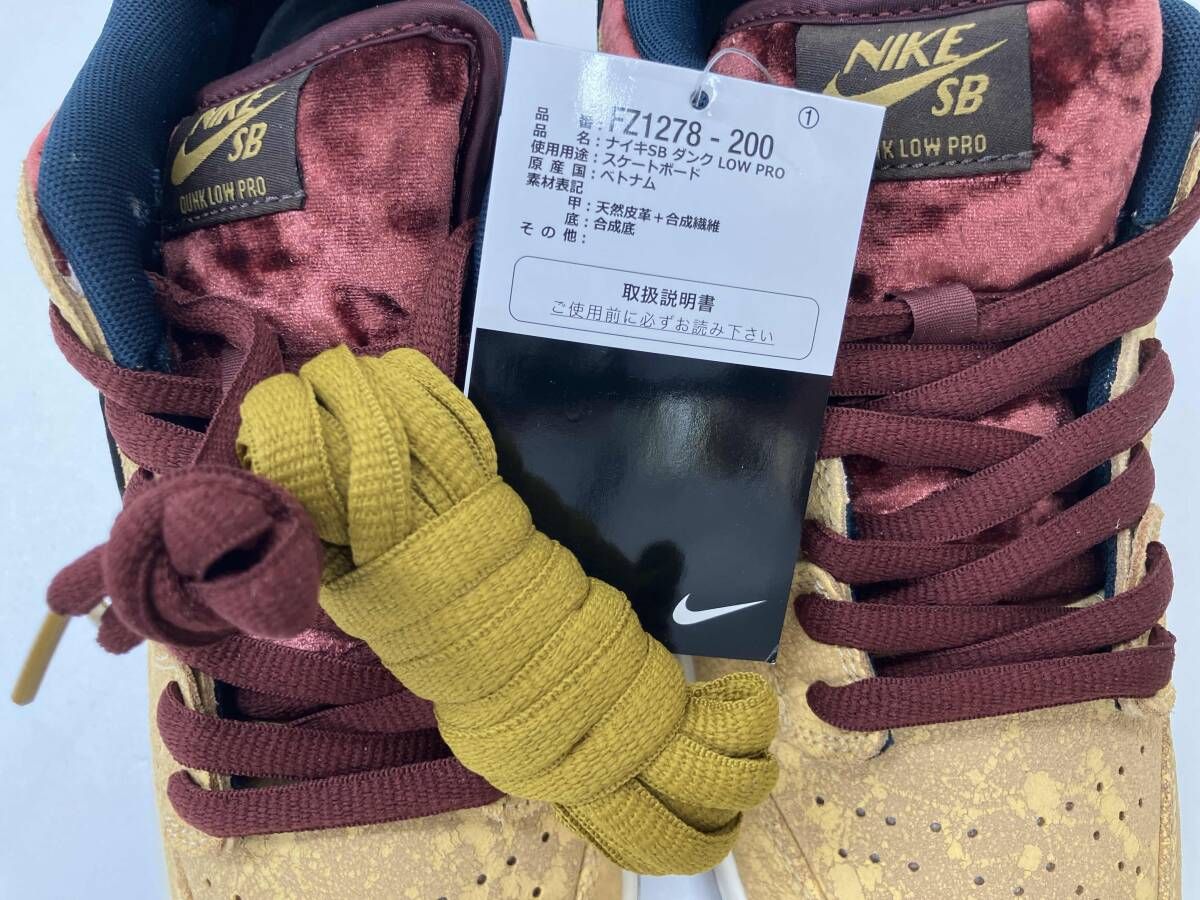 NIKE
SB
DUNK LOW PRO
NIKE
SB
DUNK LOW PRO
①
品番:FZ1278-200
品名:ナイキSB ダンク LOW PRO
使用用途:スケートボード
原産国:ベトナム
素材表記
甲:天然皮革+合成繊維
底:合成底
その他:
取扱説明書
ご使用前に必ずお読み下さい